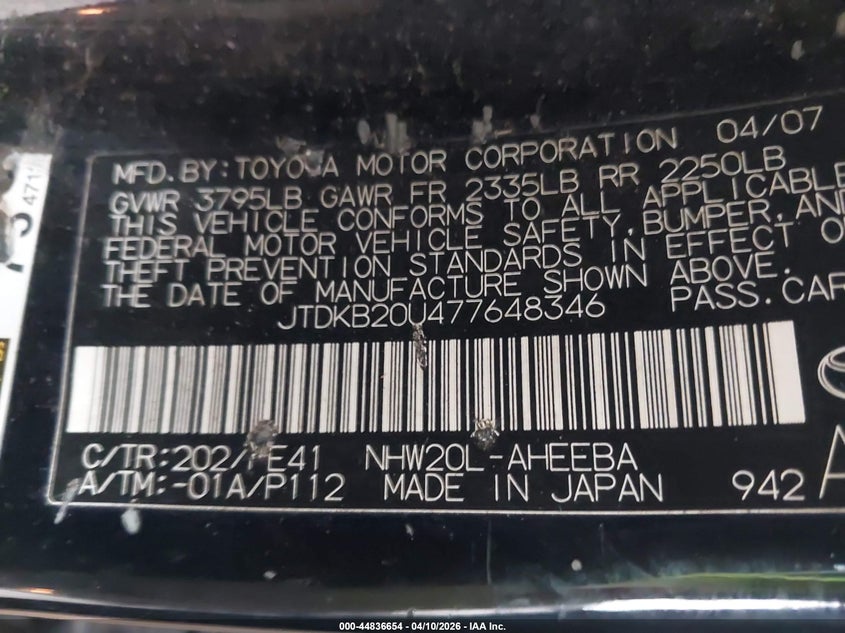 4711
MFD.BY:TOYOTA MOTOR CORPORATION 04/07
GVWR 3795LB GAWR FR 2335LB RR 2250LB
THIS VEHICLE CONFORMS TO ALL APPLICABLE
FEDERAL MOTOR VEHICLE SAFETY,BUMPER,AND
THEFT PREVENTION STANDARDS IN EFFECT O
THE DATE OF MANUFACTURE SHOWN ABOVE.
JTDKB20U477648346 PASS.CAR
C/TR:202/FE41 NHW20L-AHEEBA
A/TM:-01A/P112 MADE IN JAPAN 942 A
000-44836654 - 04/10/2026 - IAA Inc.